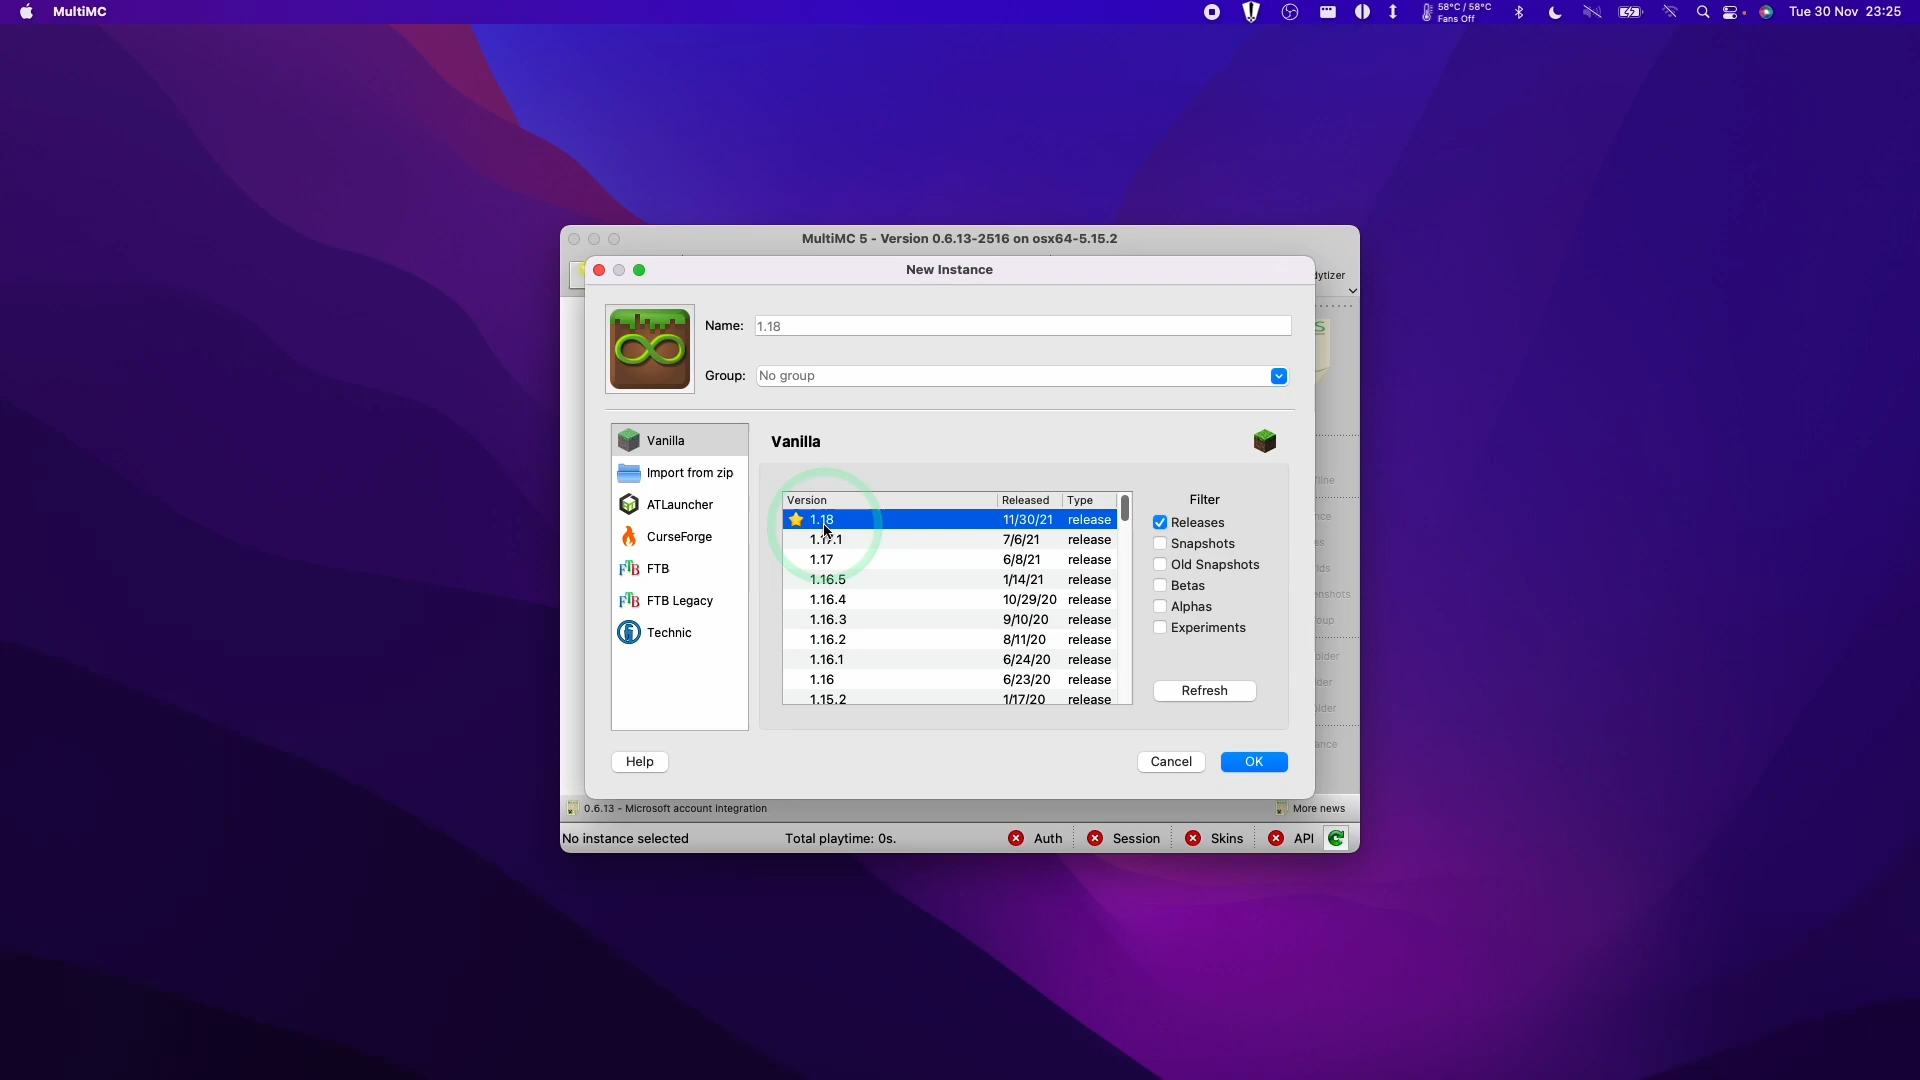 MultiMC
58°C / 58°C
Fans Off
Tue 30 Nov 23:25
MultiMC 5 - Version 0.6.13-2516 on osx64-5.15.2
New Instance
Name: 1.18
Group: No group
Vanilla
Import from zip
ATLauncher
CurseForge
FTB
FTB Legacy
Technic
Vanilla
Version Released Type
1.18 11/30/21 release
1.17.1 7/6/21 release
1.17 6/8/21 release
1.16.5 1/14/21 release
1.16.4 10/29/20 release
1.16.3 9/10/20 release
1.16.2 8/11/20 release
1.16.1 6/24/20 release
1.16 6/23/20 release
1.15.2 1/17/20 release
Filter
Releases
Snapshots
Old Snapshots
Betas
Alphas
Experiments
Refresh
Help
Cancel
OK
0.6.13 - Microsoft account integration
More news
No instance selected
Total playtime: 0s.
Auth
Session
Skins
API